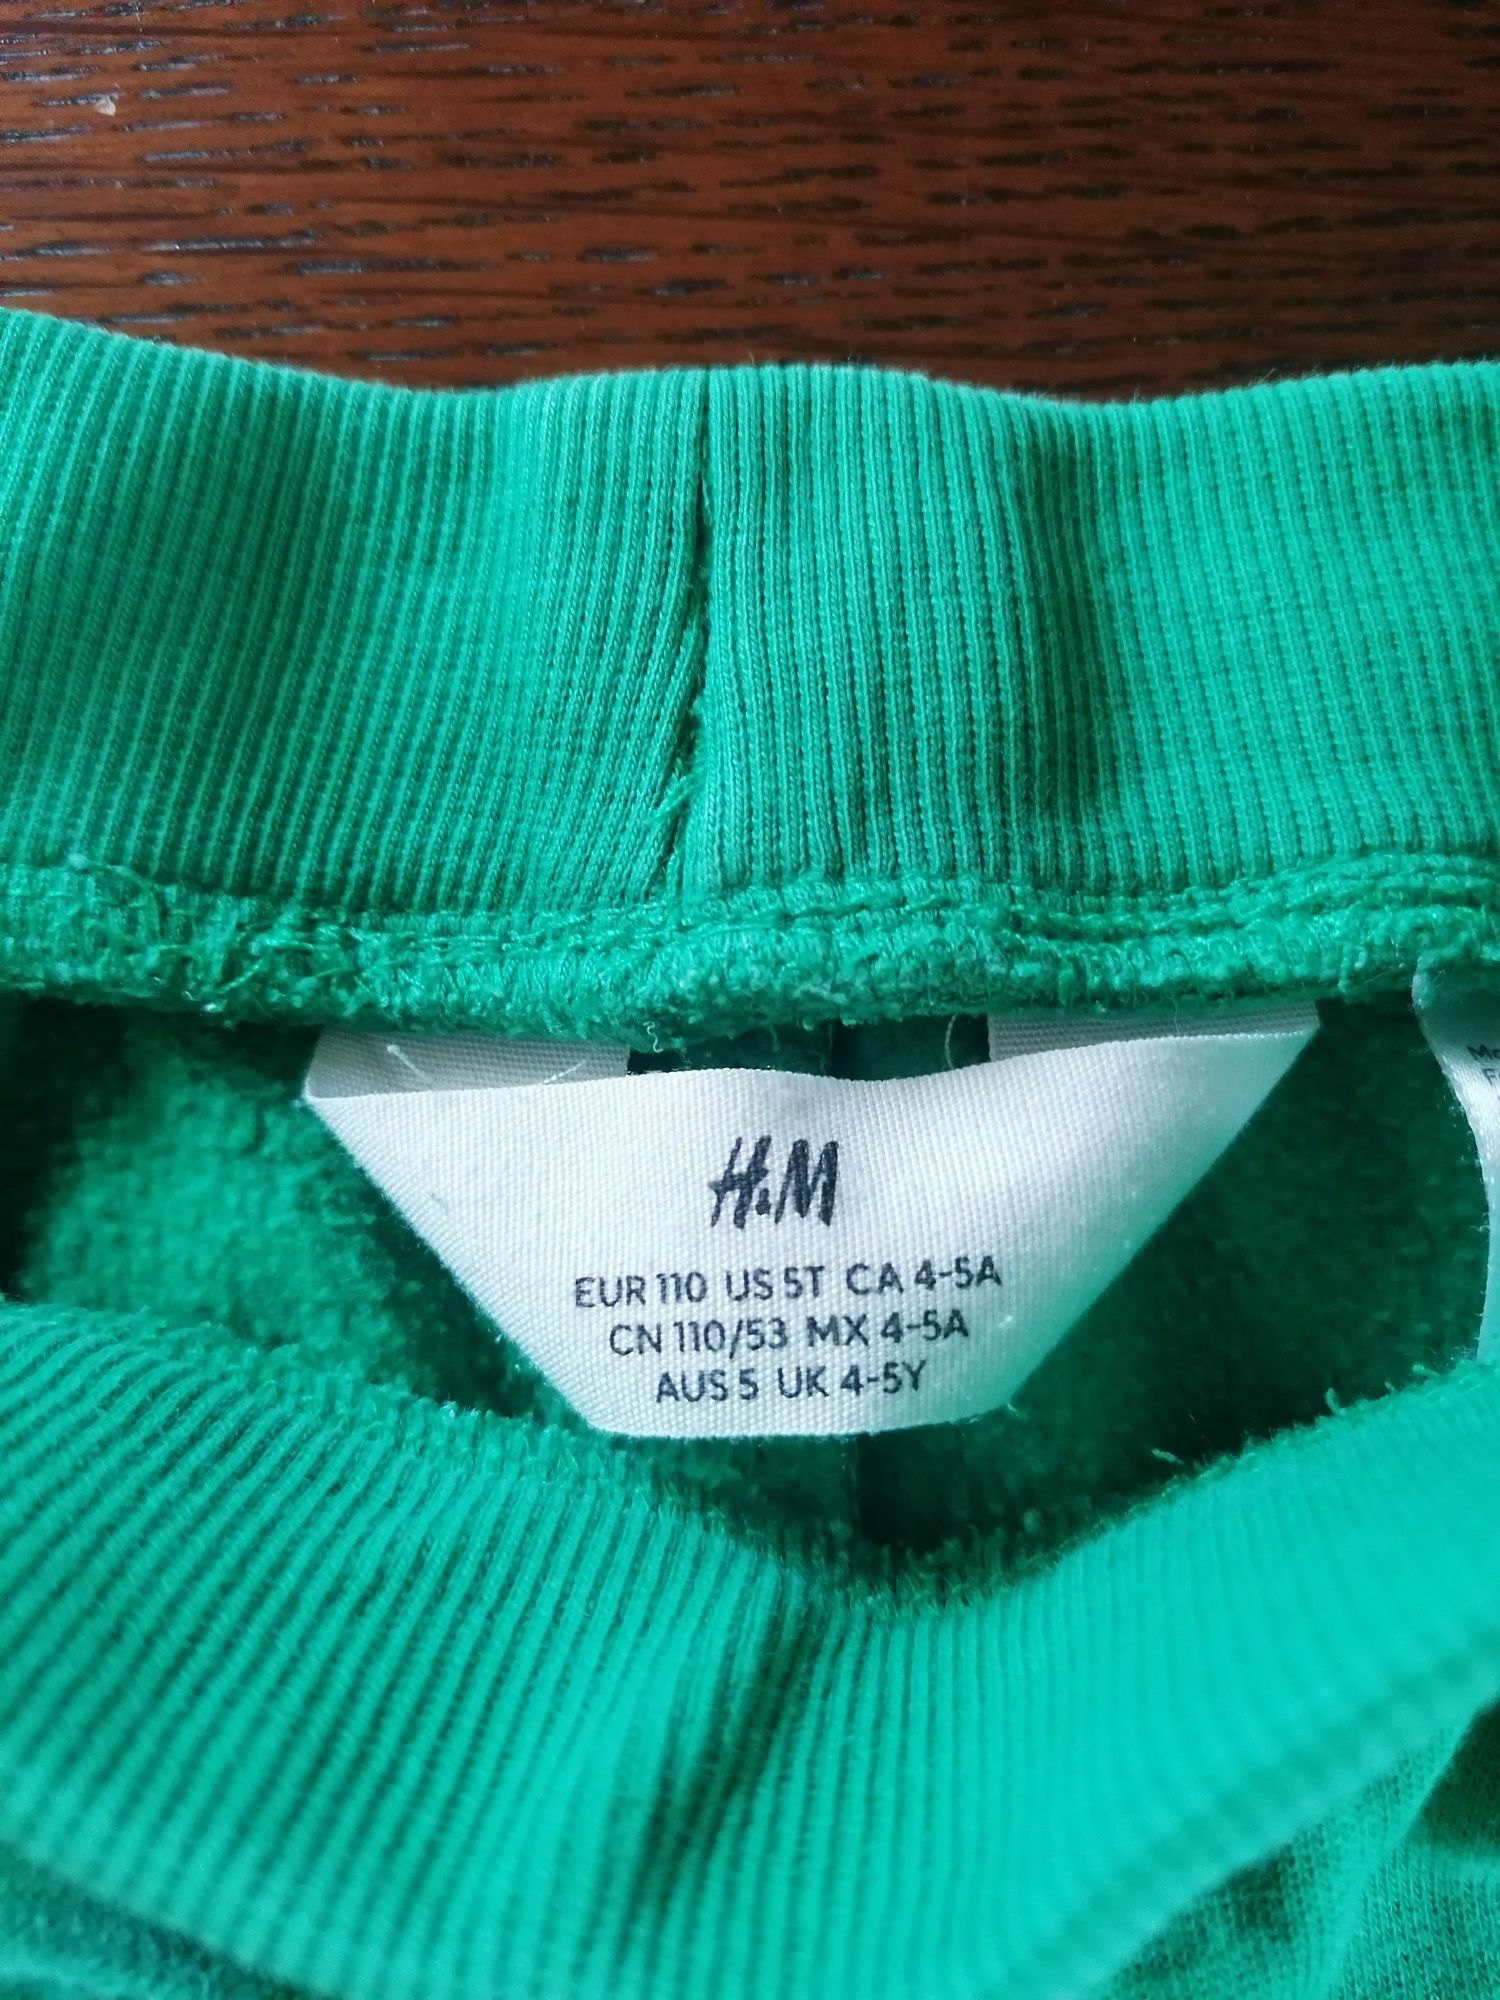 H&M
EUR 110 US 5T CA 4-5A
CN 110/53 MX 4-5A
AUS 5 UK 4-5Y